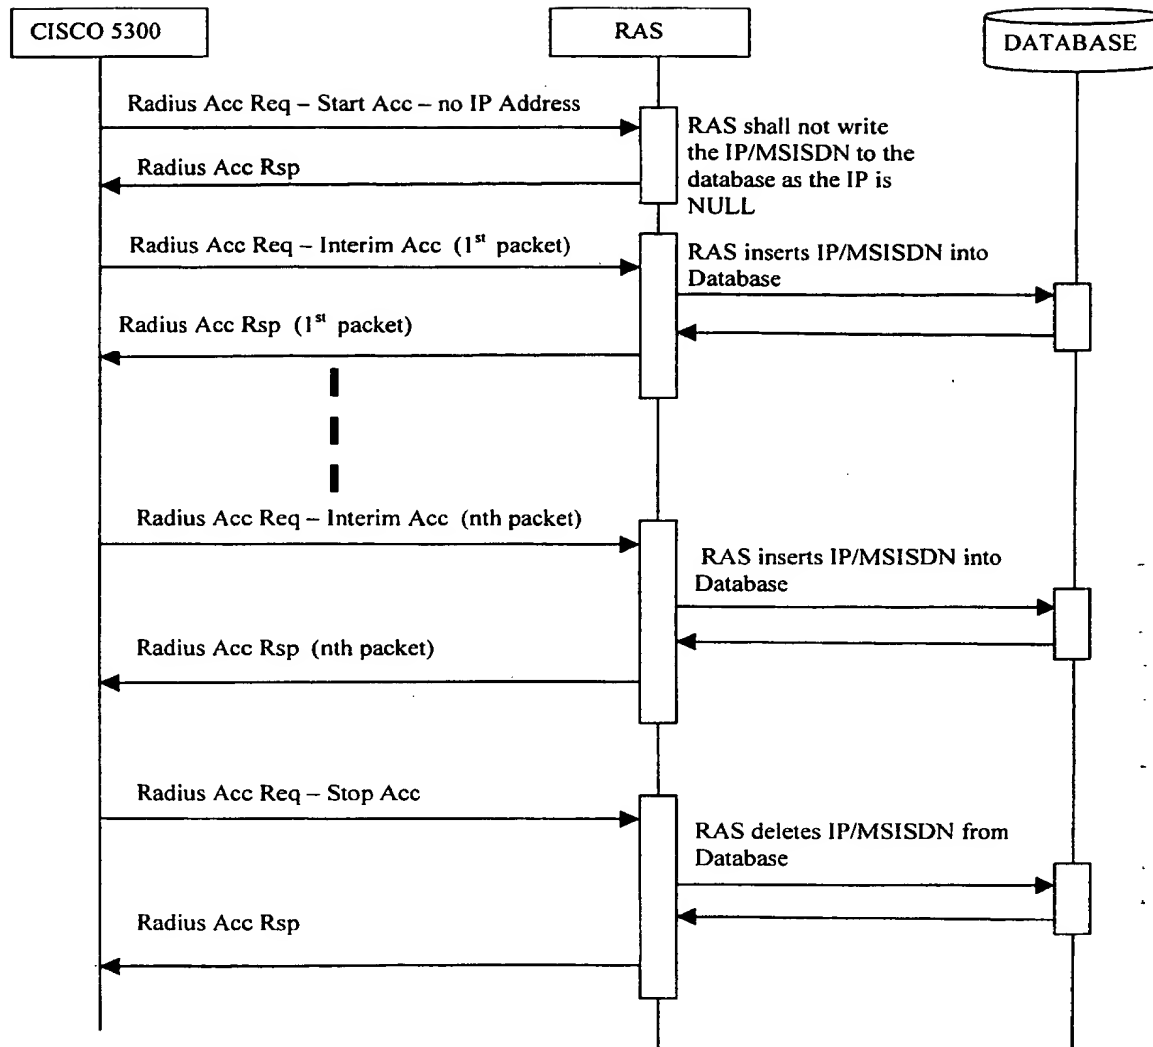 CISCO 5300
RAS
DATABASE
Radius Acc Req – Start Acc – no IP Address
RAS shall not write
the IP/MSISDN to the
database as the IP is
NULL
Radius Acc Rsp
Radius Acc Req – Interim Acc (1st packet)
RAS inserts IP/MSISDN into
Database
Radius Acc Rsp (1st packet)
Radius Acc Req – Interim Acc (nth packet)
RAS inserts IP/MSISDN into
Database
Radius Acc Rsp (nth packet)
Radius Acc Req – Stop Acc
RAS deletes IP/MSISDN from
Database
Radius Acc Rsp